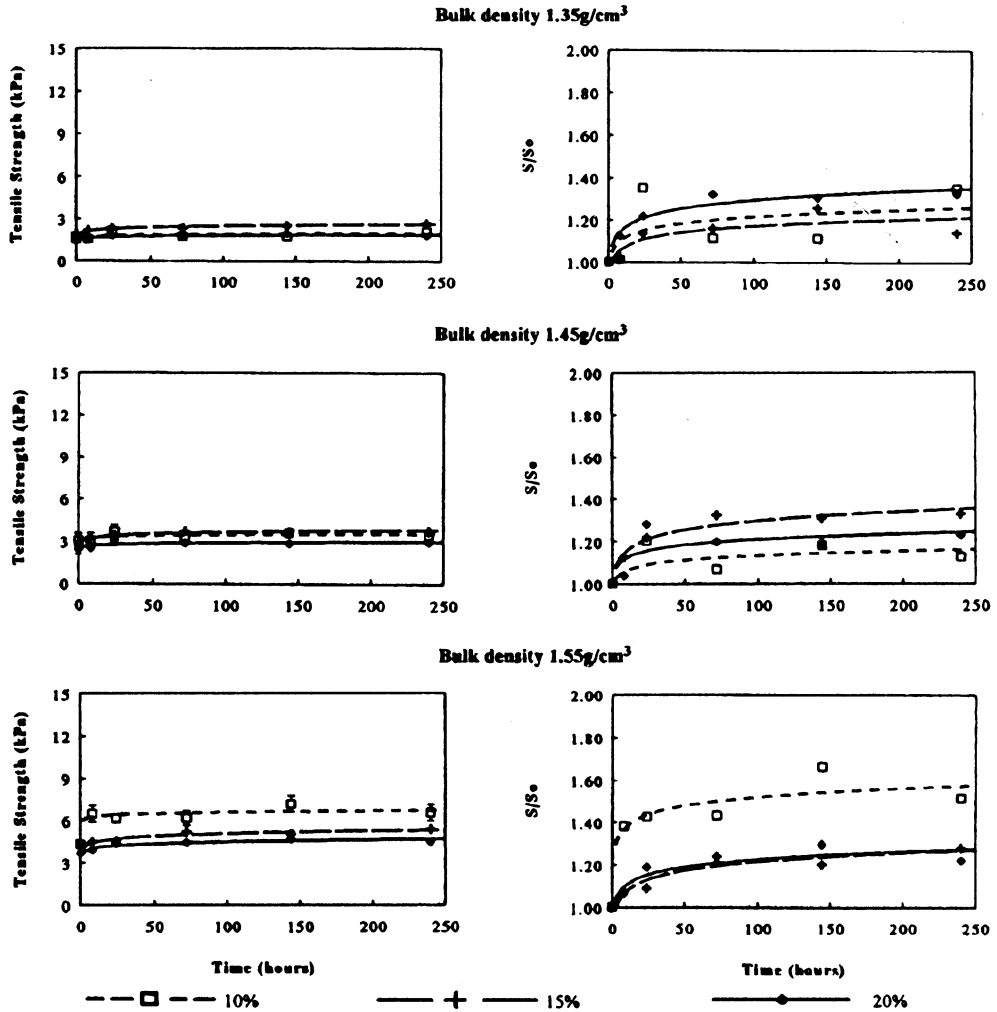 Bulk density 1.35g/cm³
Tensile Strength (kPa)
15
12
9
6
3
0
0 50 100 150 200 250
S/So
2.00
1.80
1.60
1.40
1.20
1.00
0 50 100 150 200 250
Bulk density 1.45g/cm³
Tensile Strength (kPa)
15
12
9
6
3
0
0 50 100 150 200 250
S/So
2.00
1.80
1.60
1.40
1.20
1.00
0 50 100 150 200 250
Bulk density 1.55g/cm³
Tensile Strength (kPa)
15
12
9
6
3
0
0 50 100 150 200 250
Time (hours)
S/So
2.00
1.80
1.60
1.40
1.20
1.00
0 50 100 150 200 250
Time (hours)
10% 15% 20%